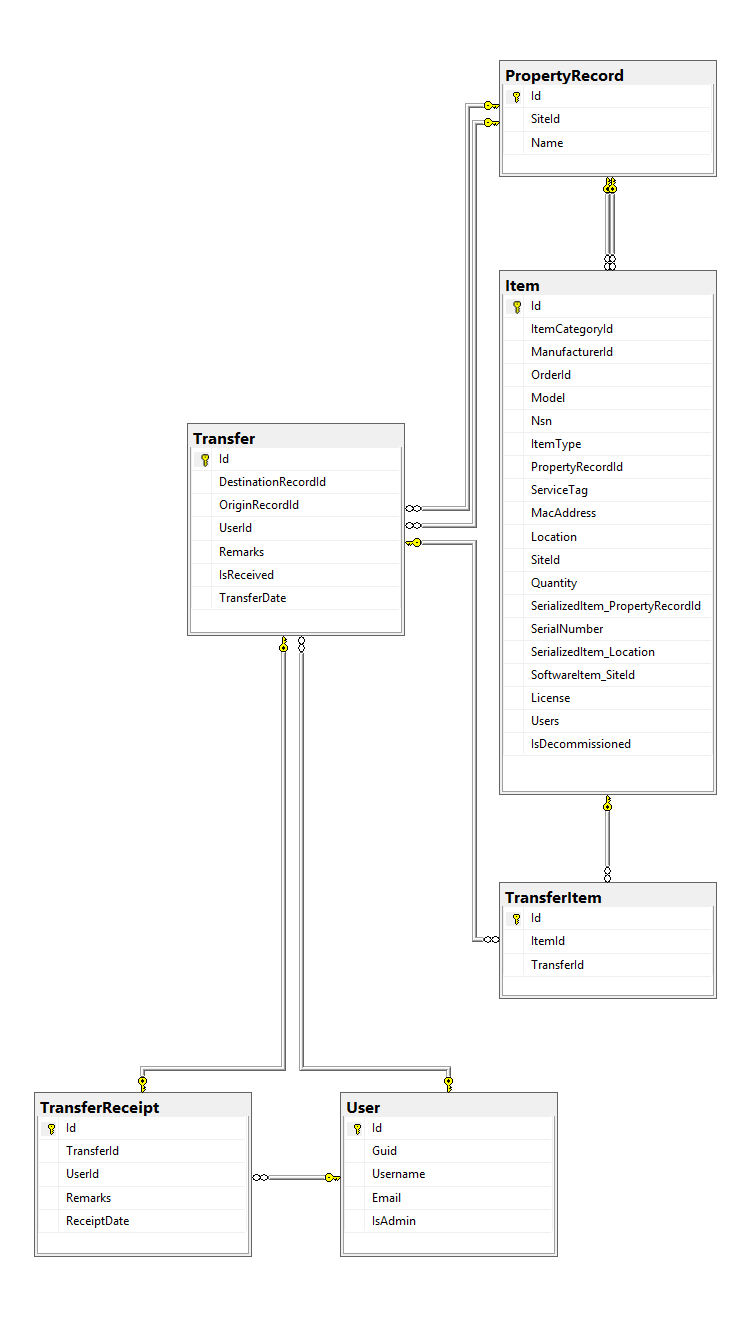 PropertyRecord
Id
SiteId
Name
Item
Id
ItemCategoryId
ManufacturerId
OrderId
Model
Nsn
ItemType
PropertyRecordId
ServiceTag
MacAddress
Location
SiteId
Quantity
SerializedItem_PropertyRecordId
SerialNumber
SerializedItem_Location
SoftwareItem_SiteId
License
Users
IsDecommissioned
Transfer
Id
DestinationRecordId
OriginRecordId
UserId
Remarks
IsReceived
TransferDate
TransferItem
Id
ItemId
TransferId
TransferReceipt
Id
TransferId
UserId
Remarks
ReceiptDate
User
Id
Guid
Username
Email
IsAdmin